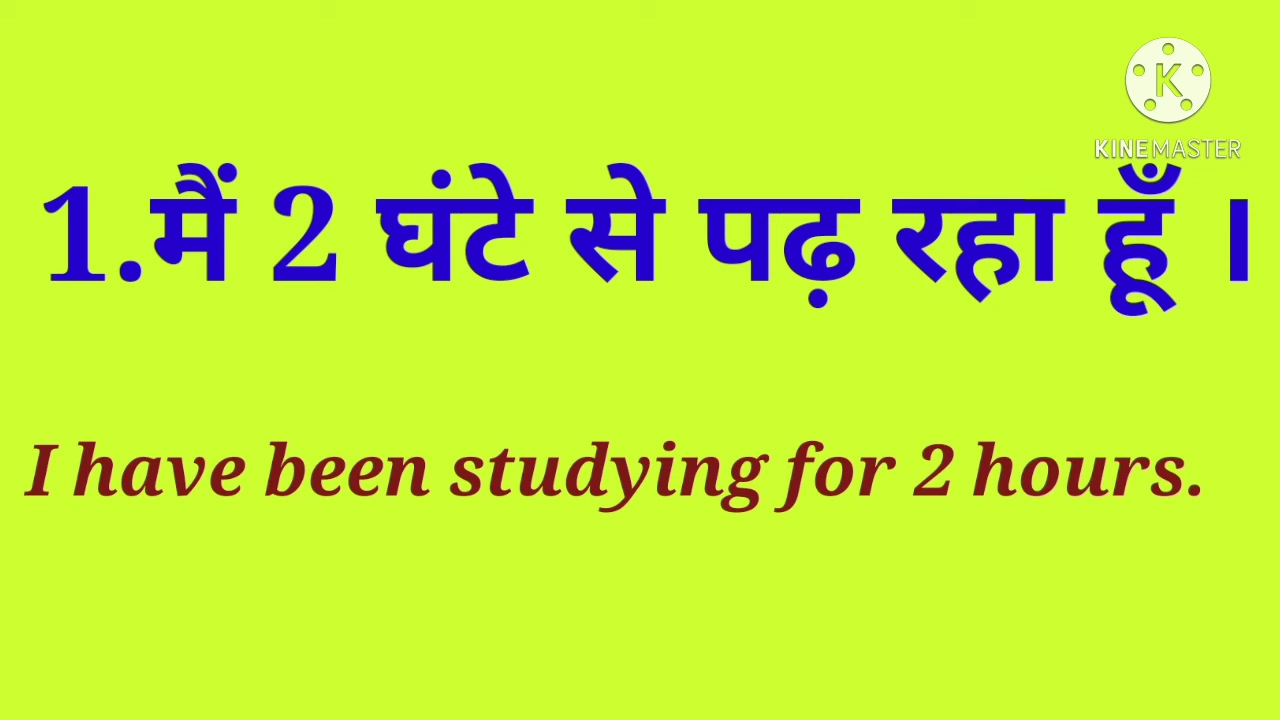 K
KINEMASTER
1.मैं 2 घंटे से पढ़ रहा हूँ ।
I have been studying for 2 hours.